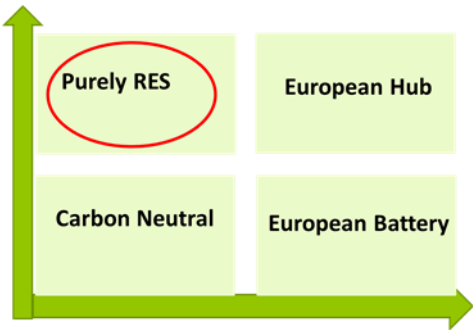 Purely RES
European Hub
Carbon Neutral
European Battery